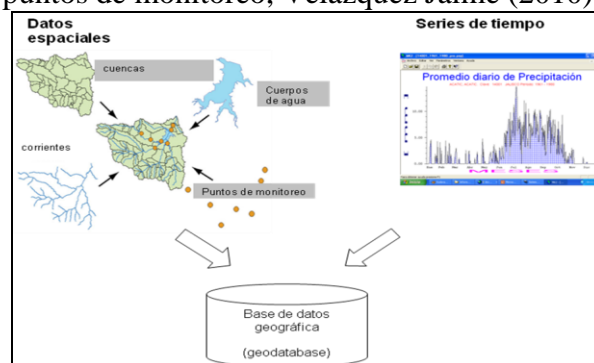 puntos de monitoreo, Velázquez Jaime (2010)
Datos
espaciales
Series de tiempo
cuencas
Cuerpos
de agua
corrientes
Puntos de monitoreo
Promedio diario de Precipitación
MESES
Base de datos
geográfica
(geodatabase)